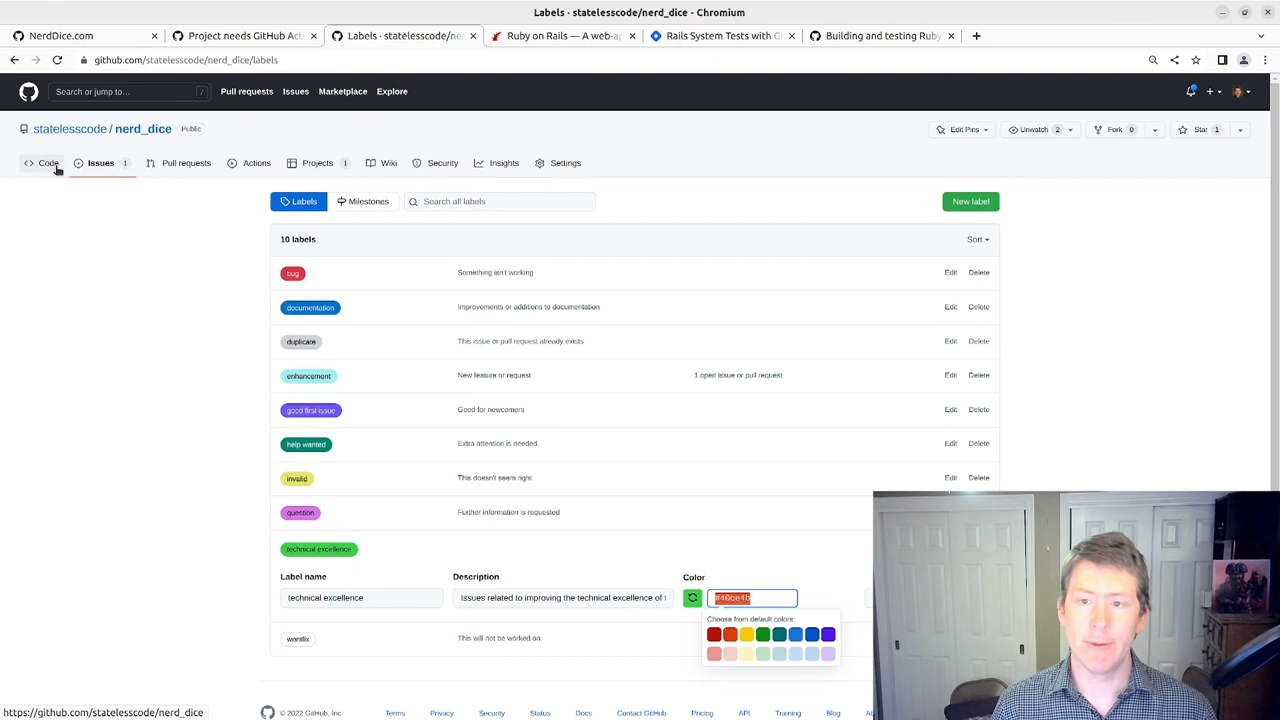 Labels · statelesscode/nerd_dice - Chromium
NerdDice.com
Project needs GitHub Act
Labels · statelesscode/ner
Ruby on Rails — A web-ap
Rails System Tests with G
Building and testing Ruby
github.com/statelesscode/nerd_dice/labels
Search or jump to...
/
Pull requests
Issues
Marketplace
Explore
statelesscode / nerd_dice
Public
Edit Pins
Unwatch 2
Fork 0
Star 1
Code
Issues 1
Pull requests
Actions
Projects 1
Wiki
Security
Insights
Settings
Labels
Milestones
Search all labels
New label
10 labels
Sort
bug
Something isn't working
Edit
Delete
documentation
Improvements or additions to documentation
Edit
Delete
duplicate
This issue or pull request already exists
Edit
Delete
enhancement
New feature or request
1 open issue or pull request
Edit
Delete
good first issue
Good for newcomers
Edit
Delete
help wanted
Extra attention is needed
Edit
Delete
invalid
This doesn't seem right
Edit
Delete
question
Further information is requested
technical excellence
Label name
Description
Color
technical excellence
Issues related to improving the technical excellence of t
Choose from default colors:
wontfix
This will not be worked on
https://github.com/statelesscode/nerd_dice
© 2022 GitHub, Inc.
Terms
Privacy
Security
Status
Docs
Contact GitHub
Pricing
API
Training
Blog